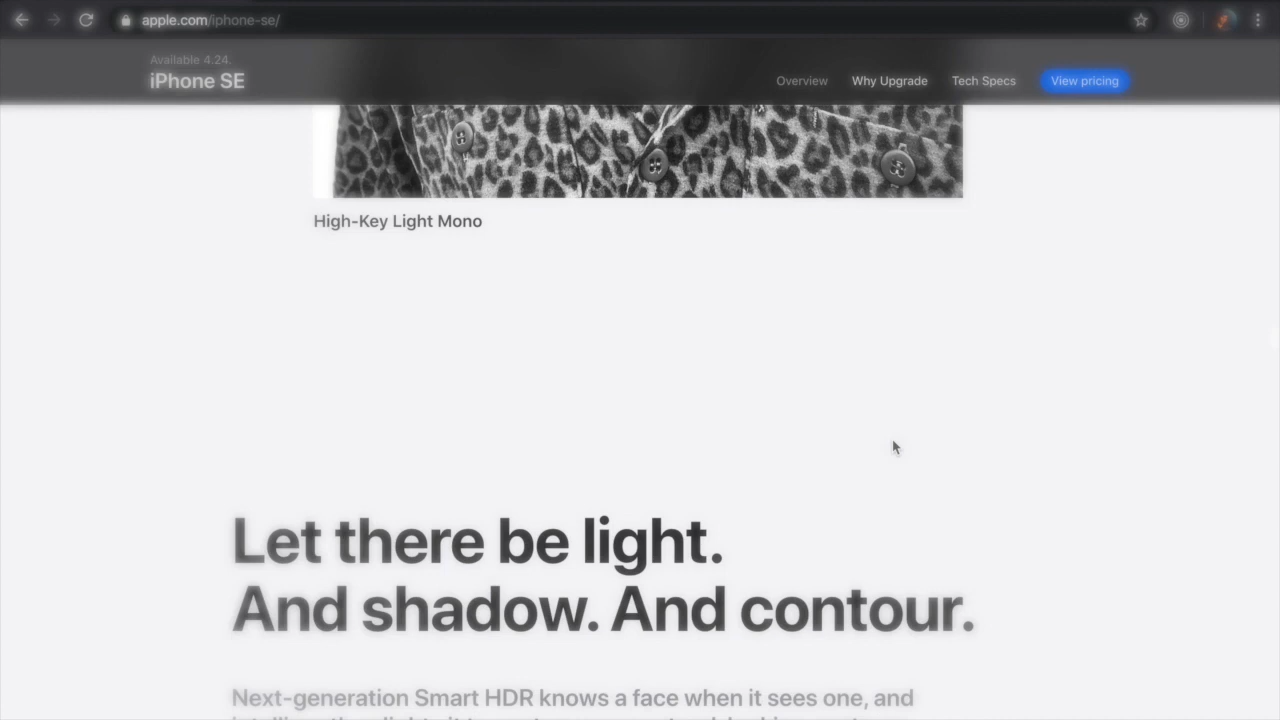 apple.com/iphone-se/
Available 4.24.
iPhone SE
Overview Why Upgrade Tech Specs View pricing
High-Key Light Mono
Let there be light.
And shadow. And contour.
Next-generation Smart HDR knows a face when it sees one, and